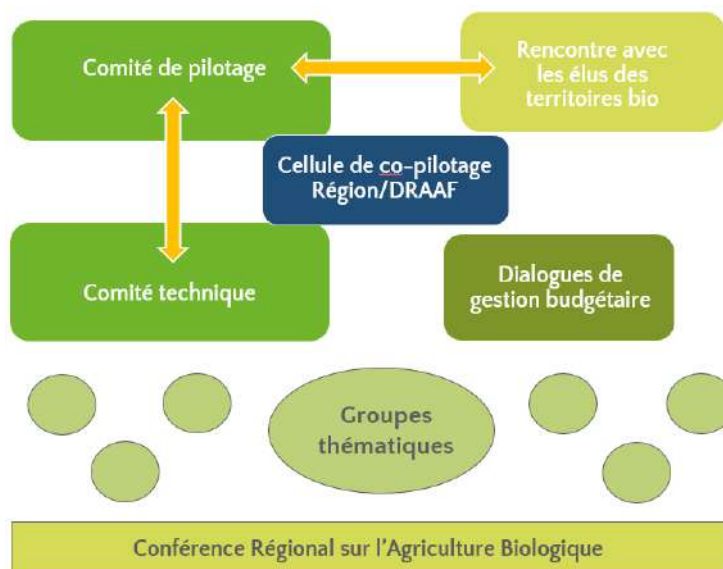 Comité de pilotage
Rencontre avec
les élus des
territoires bio
Cellule de co-pilotage
Région/DRAAF
Comité technique
Dialogues de
gestion budgétaire
Groupes
thématiques
Conférence Régional sur l'Agriculture Biologique